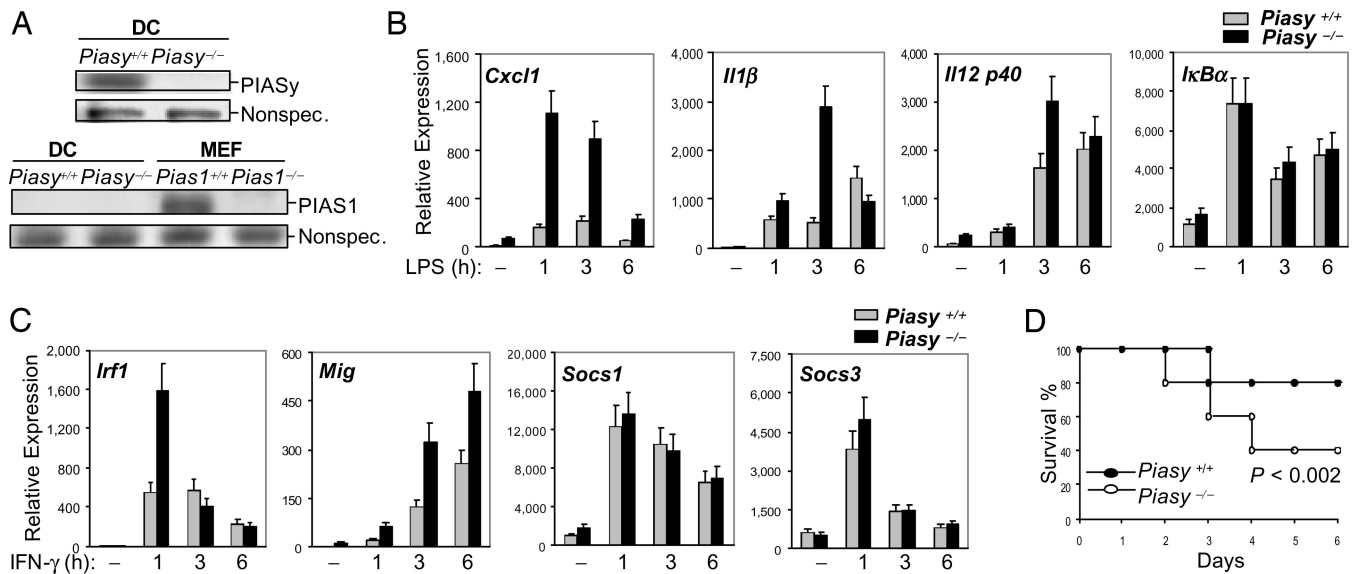 A
DC
Piasy+/+ Piasy–/–
PIASy
Nonspec.
DC MEF
Piasy+/+ Piasy–/– Pias1+/+ Pias1–/–
PIAS1
Nonspec.
B
Piasy +/+
Piasy –/–
Relative Expression
Cxcl1
1,600
1,200
800
400
0
Il1β
4,000
3,000
2,000
1,000
0
Il12 p40
4,000
3,000
2,000
1,000
0
IκBα
10,000
8,000
6,000
4,000
2,000
0
LPS (h): – 1 3 6 – 1 3 6 – 1 3 6 – 1 3 6
C
Piasy +/+
Piasy –/–
Relative Expression
Irf1
2,000
1,600
1,200
800
400
0
Mig
600
450
300
150
0
Socs1
20,000
16,000
12,000
8,000
4,000
0
Socs3
7,500
6,000
4,500
3,000
1,500
0
IFN-γ (h): – 1 3 6 – 1 3 6 – 1 3 6 – 1 3 6
D
Survival %
100
80
60
40
20
0
Piasy +/+
Piasy –/–
P < 0.002
0 1 2 3 4 5 6
Days